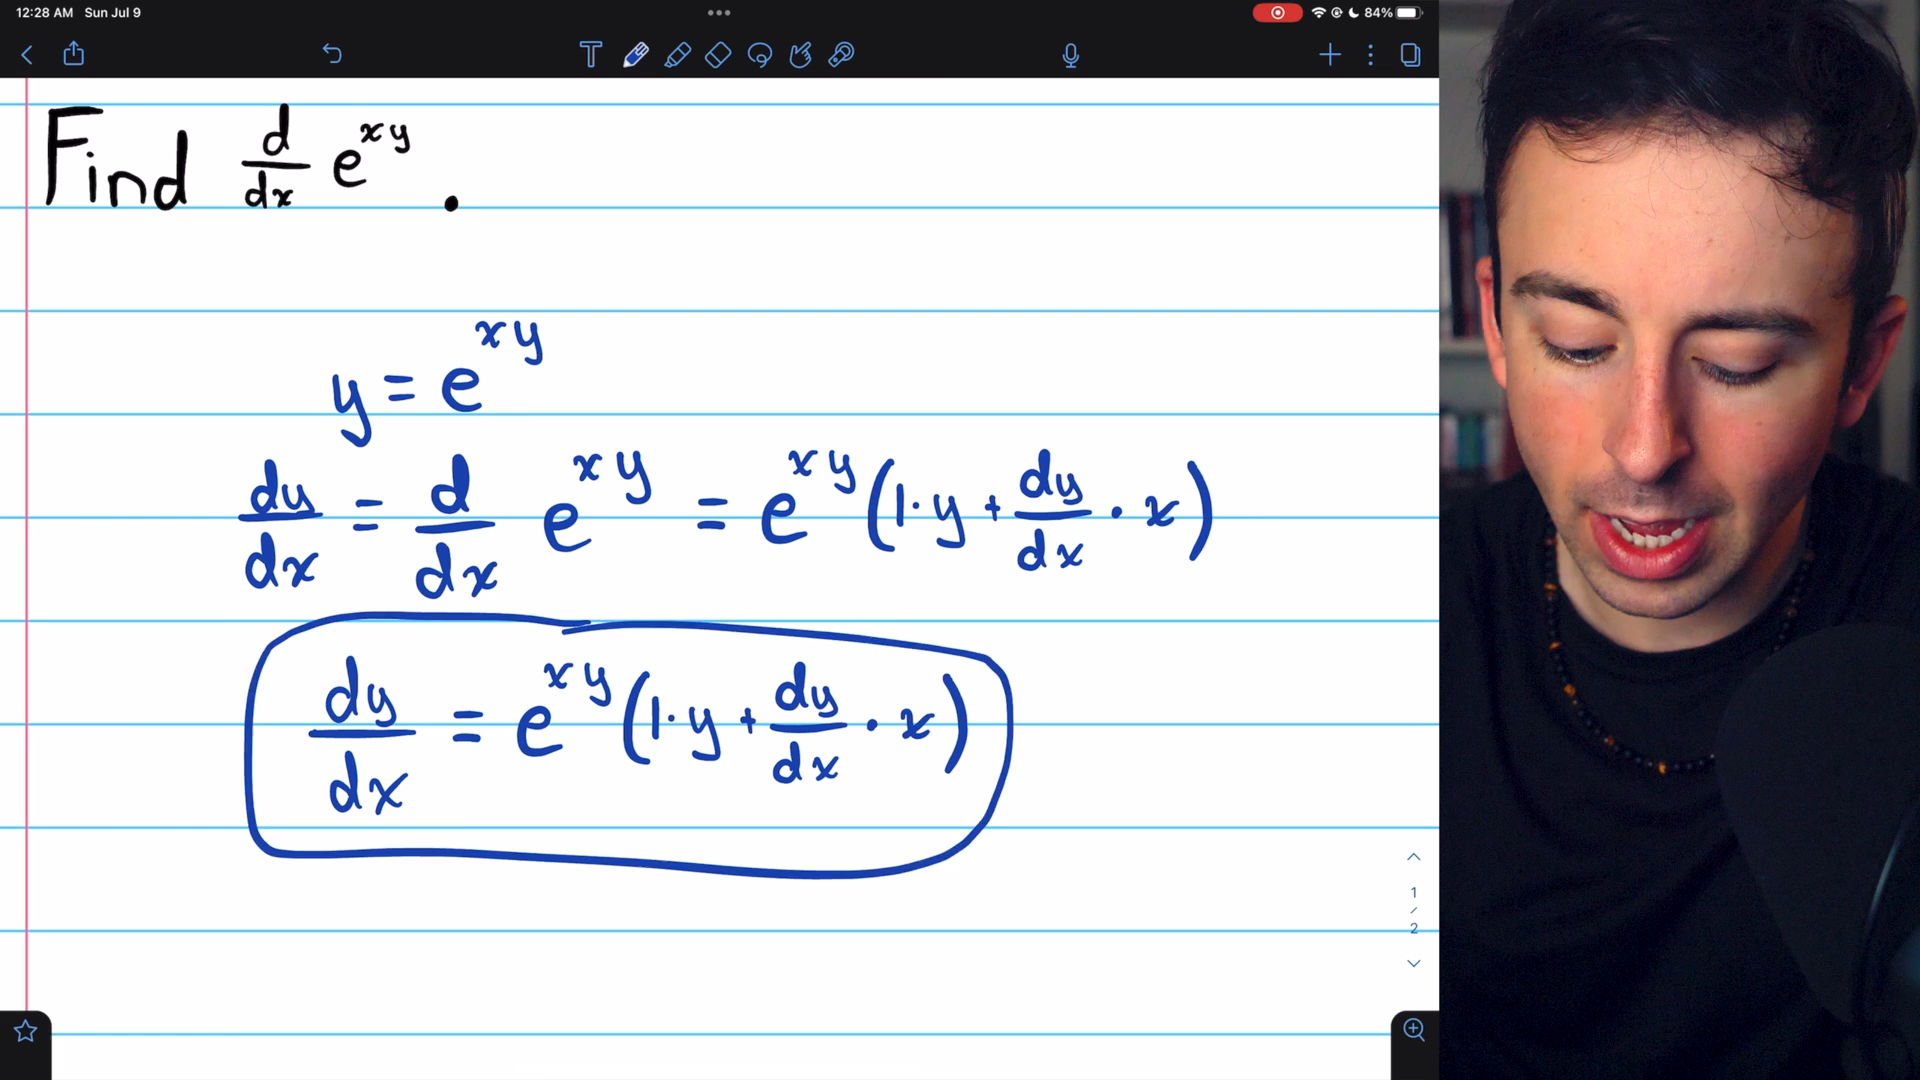 12:28 AM Sun Jul 9
84%
Find d/dx e^xy.
y = e^xy
dy/dx = d/dx e^xy = e^xy (1·y + dy/dx · x)
dy/dx = e^xy (1·y + dy/dx · x)
1
/
2